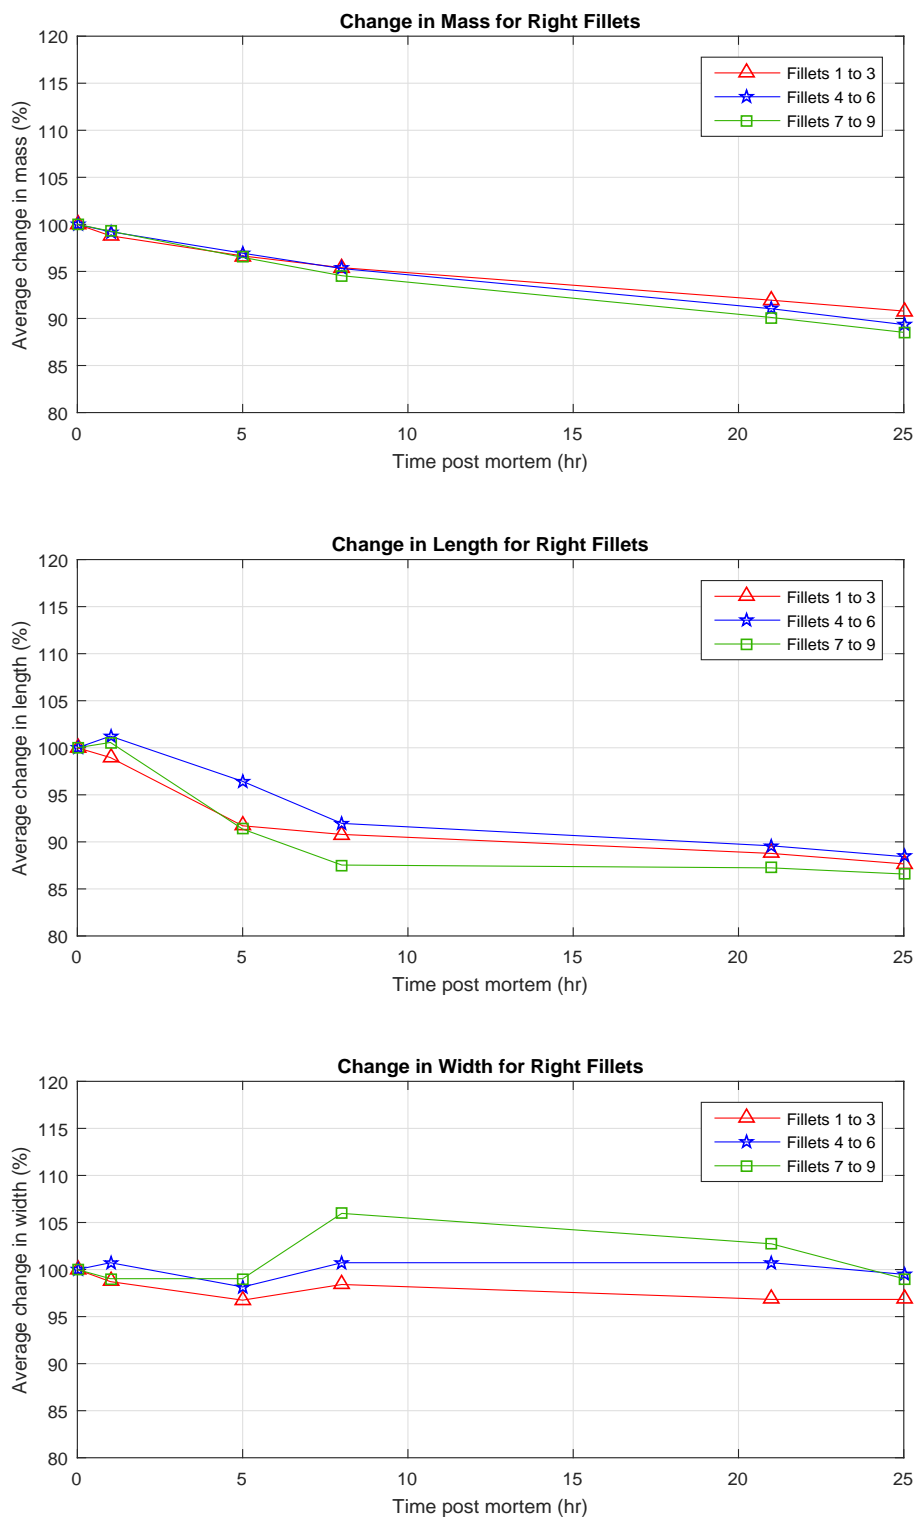 Change in Mass for Right Fillets
120
115
110
105
100
95
90
85
80
Average change in mass (%)
Fillets 1 to 3
Fillets 4 to 6
Fillets 7 to 9
0 5 10 15 20 25
Time post mortem (hr)
Change in Length for Right Fillets
120
115
110
105
100
95
90
85
80
Average change in length (%)
Fillets 1 to 3
Fillets 4 to 6
Fillets 7 to 9
0 5 10 15 20 25
Time post mortem (hr)
Change in Width for Right Fillets
120
115
110
105
100
95
90
85
80
Average change in width (%)
Fillets 1 to 3
Fillets 4 to 6
Fillets 7 to 9
0 5 10 15 20 25
Time post mortem (hr)